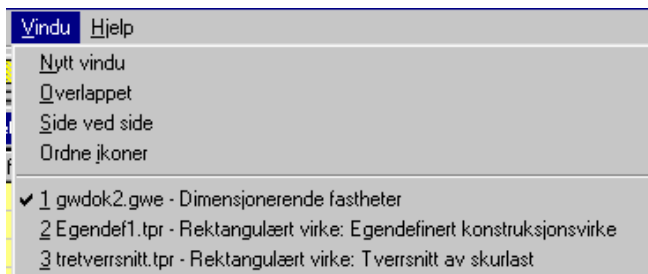 Vindu Hjelp
Nytt vindu
Overlappet
Side ved side
Ordne ikoner
✓ 1 gwdok2.gwe - Dimensjonerende fastheter
2 Egendef1.tpr - Rektangulært virke: Egendefinert konstruksjonsvirke
3 tretverrsnitt.tpr - Rektangulært virke: Tverrsnitt av skurlast